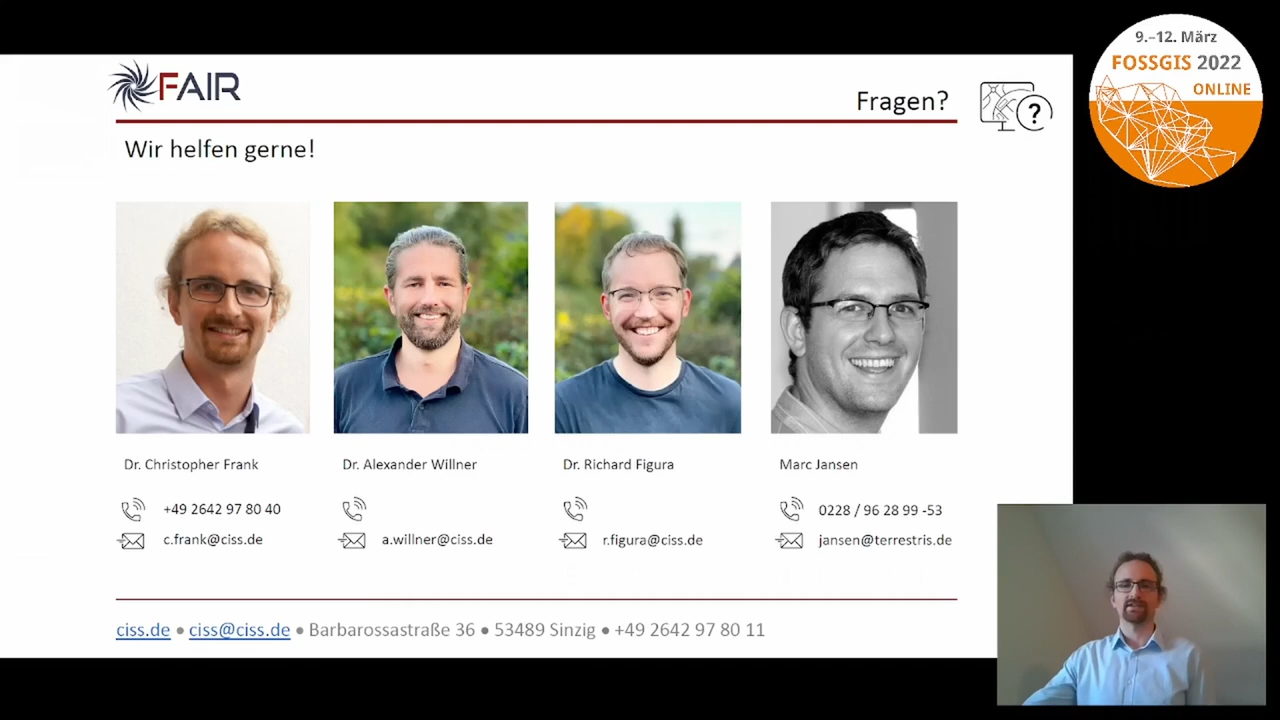 FAIR
Fragen?
?
Wir helfen gerne!
Dr. Christopher Frank
+49 2642 97 80 40
c.frank@ciss.de
Dr. Alexander Willner
a.willner@ciss.de
Dr. Richard Figura
r.figura@ciss.de
Marc Jansen
0228 / 96 28 99 -53
jansen@terrestris.de
ciss.de • ciss@ciss.de • Barbarossastraße 36 • 53489 Sinzig • +49 2642 97 80 11
9.–12. März
FOSSGIS 2022
ONLINE